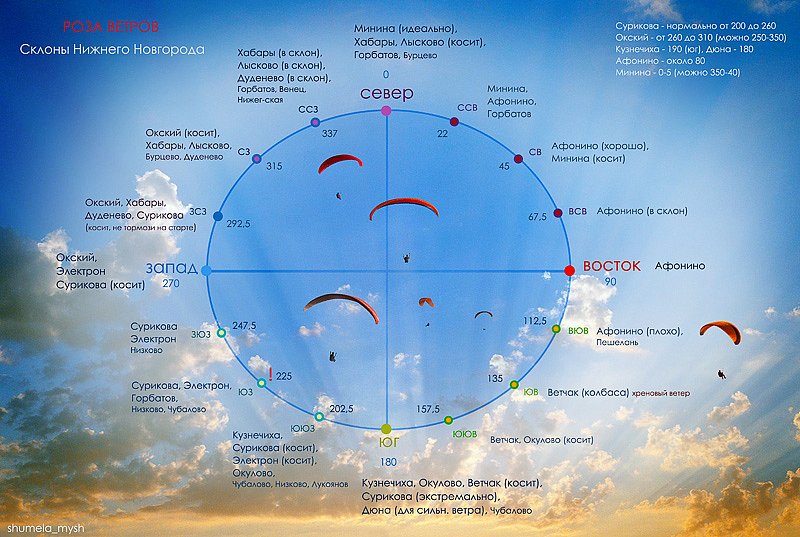 РОЗА ВЕТРОВ
Склоны Нижнего Новгорода
Сурикова - нормально от 200 до 260
Окский - от 260 до 310 (можно 250-350)
Кузнечиха - 190 (юг), Дюна - 180
Афонино - около 80
Минина - 0-5 (можно 350-40)
Минина (идеально),
Хабары, Лысково (косит),
Горбатов, Бурцево
0
север
Минина,
Афонино,
Горбатов
ССВ
22
Афонино (хорошо),
Минина (косит)
СВ
45
ВСВ
67,5
Афонино (в склон)
восток
90
Афонино
112,5
ВЮВ
Афонино (плохо),
Пешелань
135
ЮВ
Ветчак (колбаса) хреновый ветер
157,5
ЮЮВ
Ветчак, Окулово (косит)
юг
180
Кузнечиха, Окулово, Ветчак (косит),
Сурикова (экстремально),
Дюна (для сильн. ветра), Чубалово
202,5
ЮЮЗ
Кузнечиха,
Сурикова (косит),
Электрон (косит),
Окулово,
Чубалово, Низково, Лукоянов
! 225
ЮЗ
Сурикова, Электрон,
Горбатов,
Низково, Чубалово
247,5
ЗЮЗ
Сурикова
Электрон
Низково
запад
270
Окский,
Электрон
Сурикова (косит)
ЗСЗ
292,5
Окский, Хабары,
Дуденево, Сурикова
(косит, не тормози на старте)
СЗ
315
Окский (косит),
Хабары, Лысково,
Бурцево, Дуденево
ССЗ
337
Хабары (в склон),
Лысково (в склон),
Дуденево (в склон),
Горбатов, Венец,
Нижег-ская
shumela_mysh